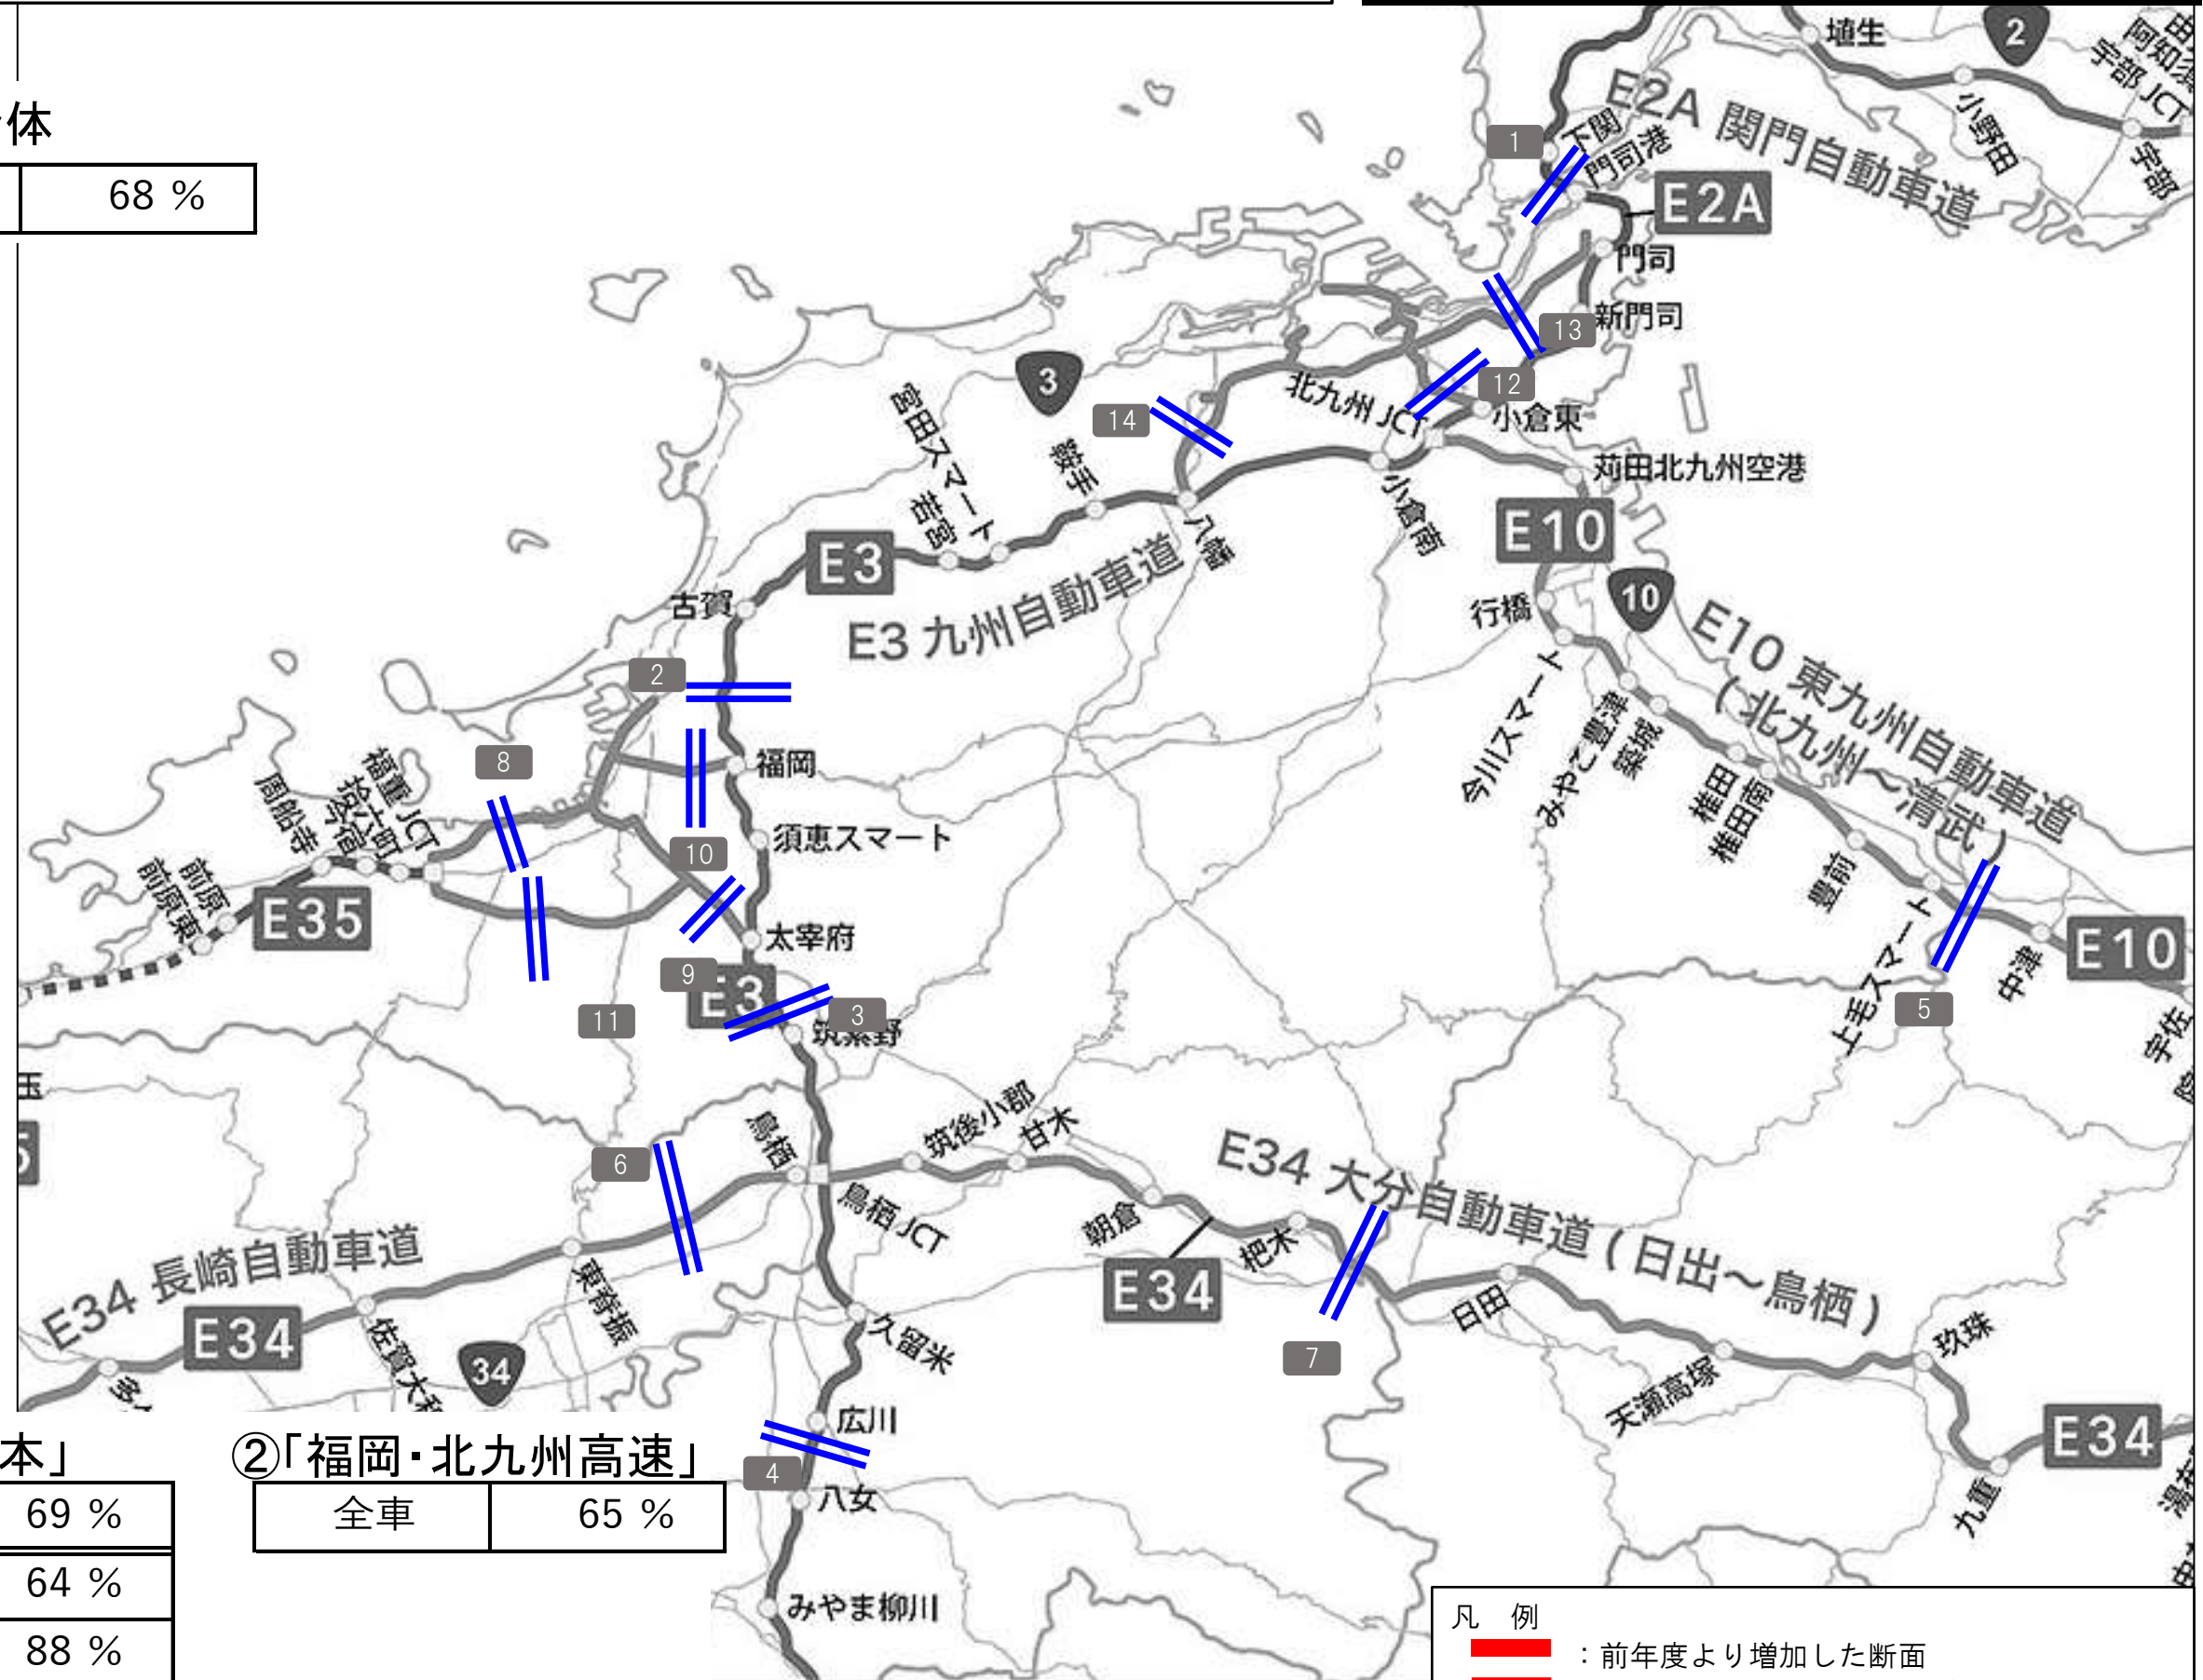 体
68 %
埴生
2
阿知須
宇部 JCT
小野田
宇部
E2A 関門自動車道
1
下関
門司港
E2A
門司
新門司
13
12
北九州 JCT
小倉東
14
3
宮田スマート
若宮
鞍手
八幡
小倉南
苅田北九州空港
E10
10
行橋
E3
古賀
E3 九州自動車道
E10 東九州自動車道
( 北九州～清武 )
今川スマート
みやこ豊津
築城
椎田
椎田南
豊前
上毛スマート
中津
E10
5
宇佐
2
福岡
8
須恵スマート
10
周船寺
今宿
拾六町
福重 JCT
前原
前原東
E35
太宰府
9
E3
3
筑紫野
11
6
鳥栖
筑後小郡
甘木
鳥栖 JCT
朝倉
杷木
E34 大分自動車道 ( 日出～鳥栖 )
E34
7
日田
天瀬高塚
玖珠
九重
E34
E34 長崎自動車道
E34
東脊振
佐賀大和
34
久留米
広川
4
八女
みやま柳川
本」
69 %
64 %
88 %
②「福岡・北九州高速」
全車 65 %
凡 例
：前年度より増加した断面